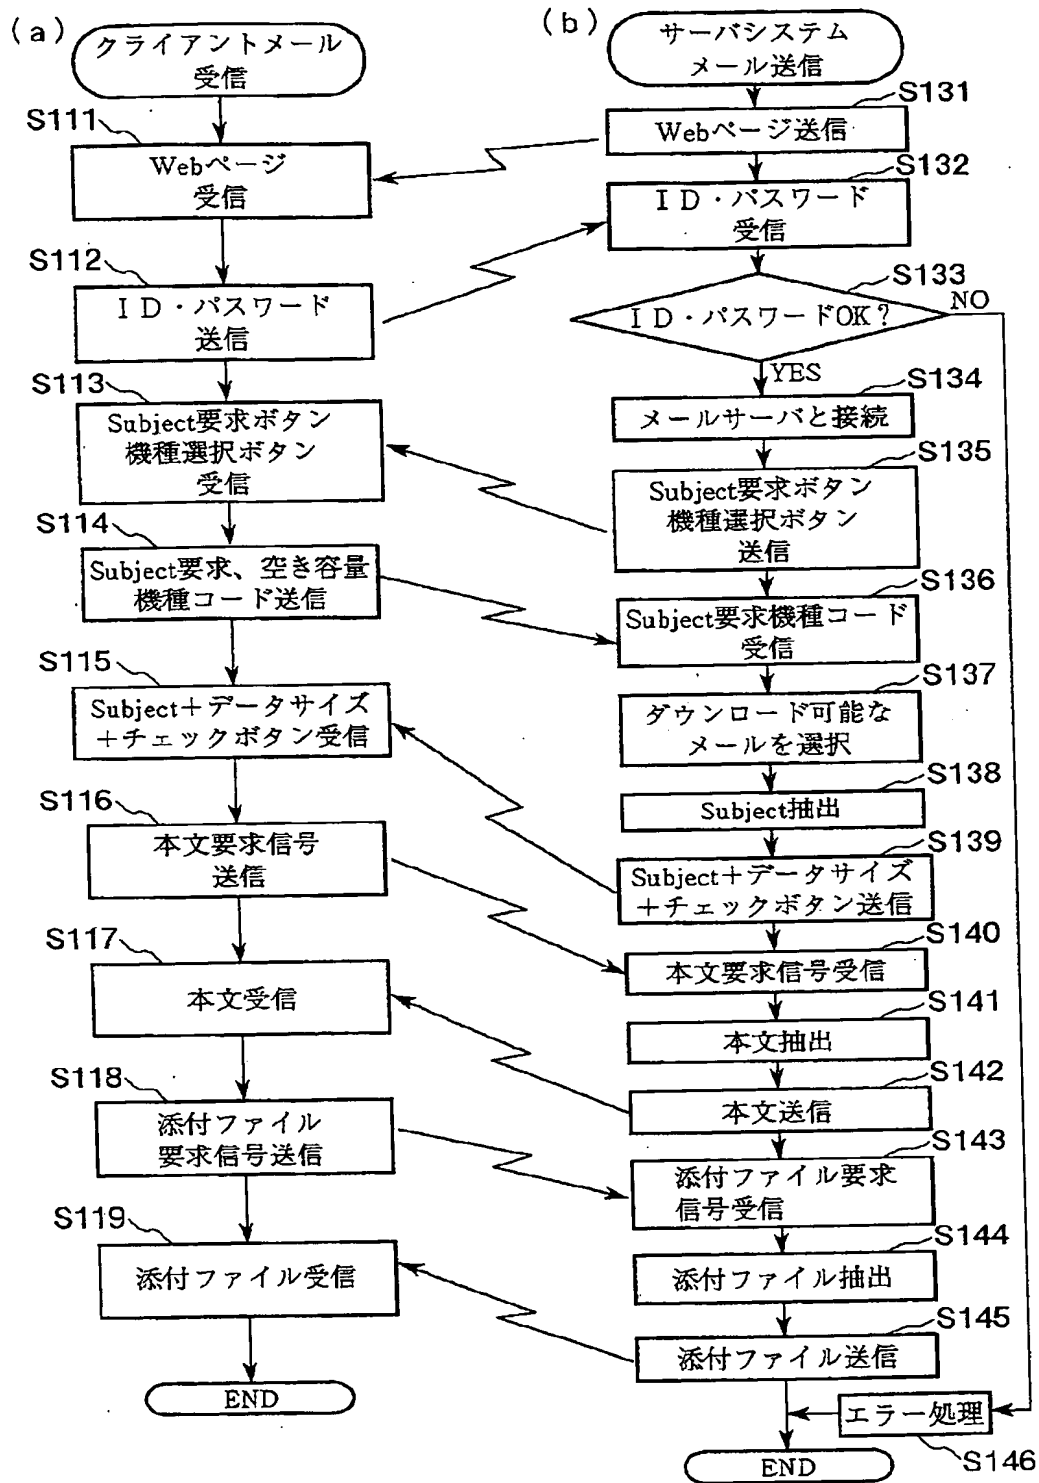 (a)
クライアントメール
受信
S111
Webページ
受信
S112
ID・パスワード
送信
S113
Subject要求ボタン
機種選択ボタン
受信
S114
Subject要求、空き容量
機種コード送信
S115
Subject+データサイズ
+チェックボタン受信
S116
本文要求信号
送信
S117
本文受信
S118
添付ファイル
要求信号送信
S119
添付ファイル受信
END
(b)
サーバシステム
メール送信
S131
Webページ送信
S132
ID・パスワード
受信
S133
ID・パスワードOK?
NO
YES
S134
メールサーバと接続
S135
Subject要求ボタン
機種選択ボタン
送信
S136
Subject要求機種コード
受信
S137
ダウンロード可能な
メールを選択
S138
Subject抽出
S139
Subject+データサイズ
+チェックボタン送信
S140
本文要求信号受信
S141
本文抽出
S142
本文送信
S143
添付ファイル要求
信号受信
S144
添付ファイル抽出
S145
添付ファイル送信
エラー処理
S146
END